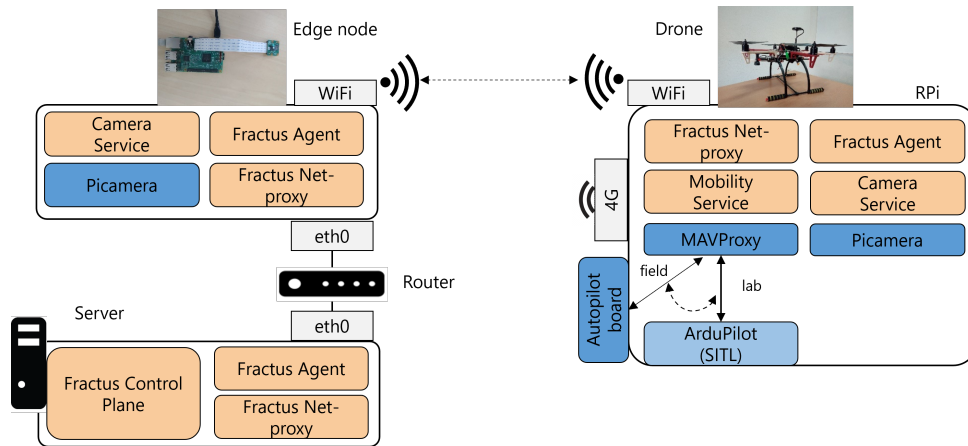 Edge node
WiFi
Camera
Service
Fractus Agent
Picamera
Fractus Net-
proxy
eth0
Router
eth0
Server
Fractus Control
Plane
Fractus Agent
Fractus Net-
proxy
Drone
WiFi
RPi
Fractus Net-
proxy
Fractus Agent
4G
Mobility
Service
Camera
Service
MAVProxy
Picamera
Autopilot
board
field
lab
ArduPilot
(SITL)